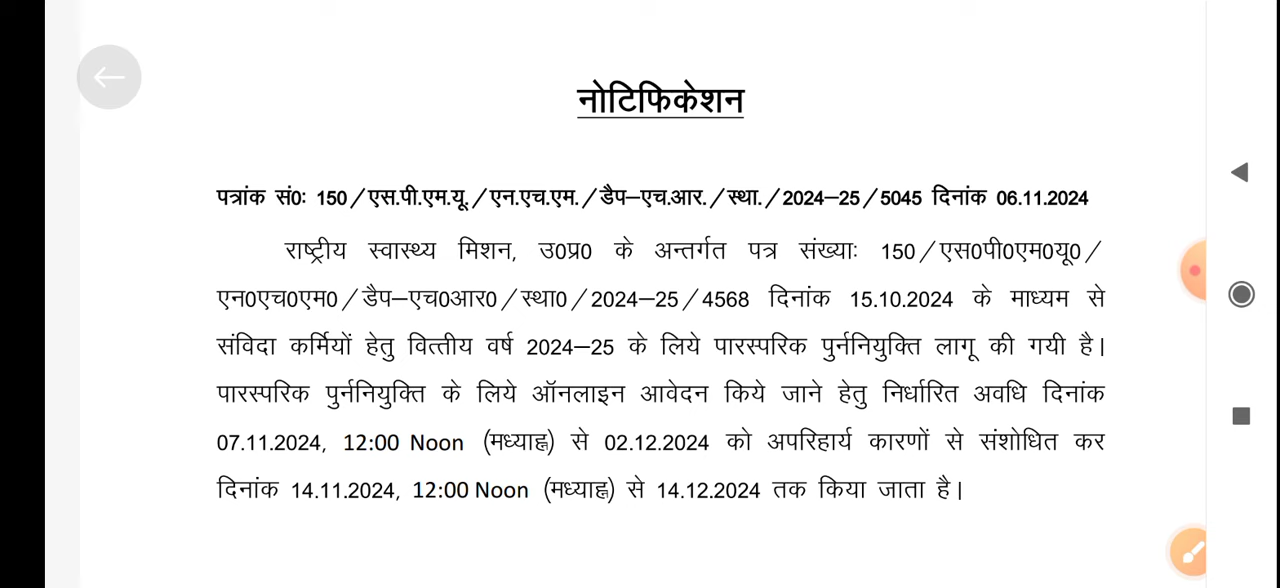 नोटिफिकेशन
पत्रांक सं0ः 150/एस.पी.एम.यू./एन.एच.एम./डैप–एच.आर./स्था./2024–25/5045 दिनांक 06.11.2024
राष्ट्रीय स्वास्थ्य मिशन, उ0प्र0 के अन्तर्गत पत्र संख्याः 150/एस0पी0एम0यू0/
एन0एच0एम0/डैप–एच0आर0/स्था0/2024–25/4568 दिनांक 15.10.2024 के माध्यम से
संविदा कर्मियों हेतु वित्तीय वर्ष 2024–25 के लिये पारस्परिक पुर्ननियुक्ति लागू की गयी है।
पारस्परिक पुर्ननियुक्ति के लिये ऑनलाइन आवेदन किये जाने हेतु निर्धारित अवधि दिनांक
07.11.2024, 12:00 Noon (मध्याह्न) से 02.12.2024 को अपरिहार्य कारणों से संशोधित कर
दिनांक 14.11.2024, 12:00 Noon (मध्याह्न) से 14.12.2024 तक किया जाता है।